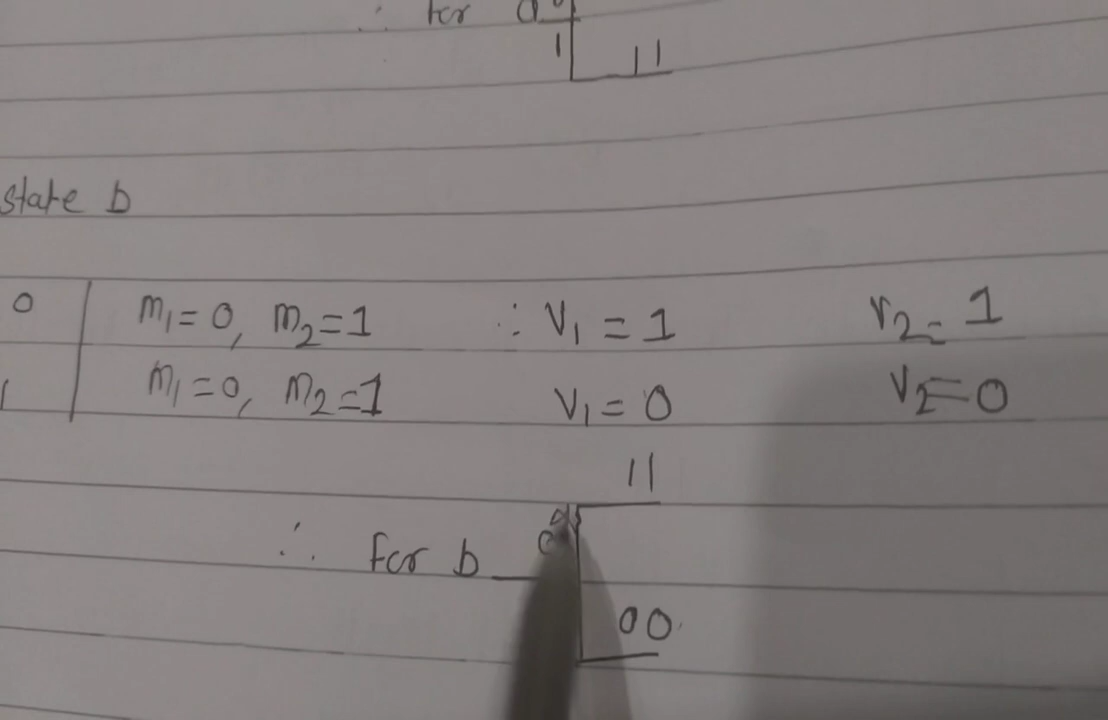 ∴ for a
1 11
state b
0 m₁=0, m₂=1 ∴ V₁ = 1 V₂= 1
1 m₁=0, m₂=1 V₁ = 0 V₂=0
11
∴ for b
00